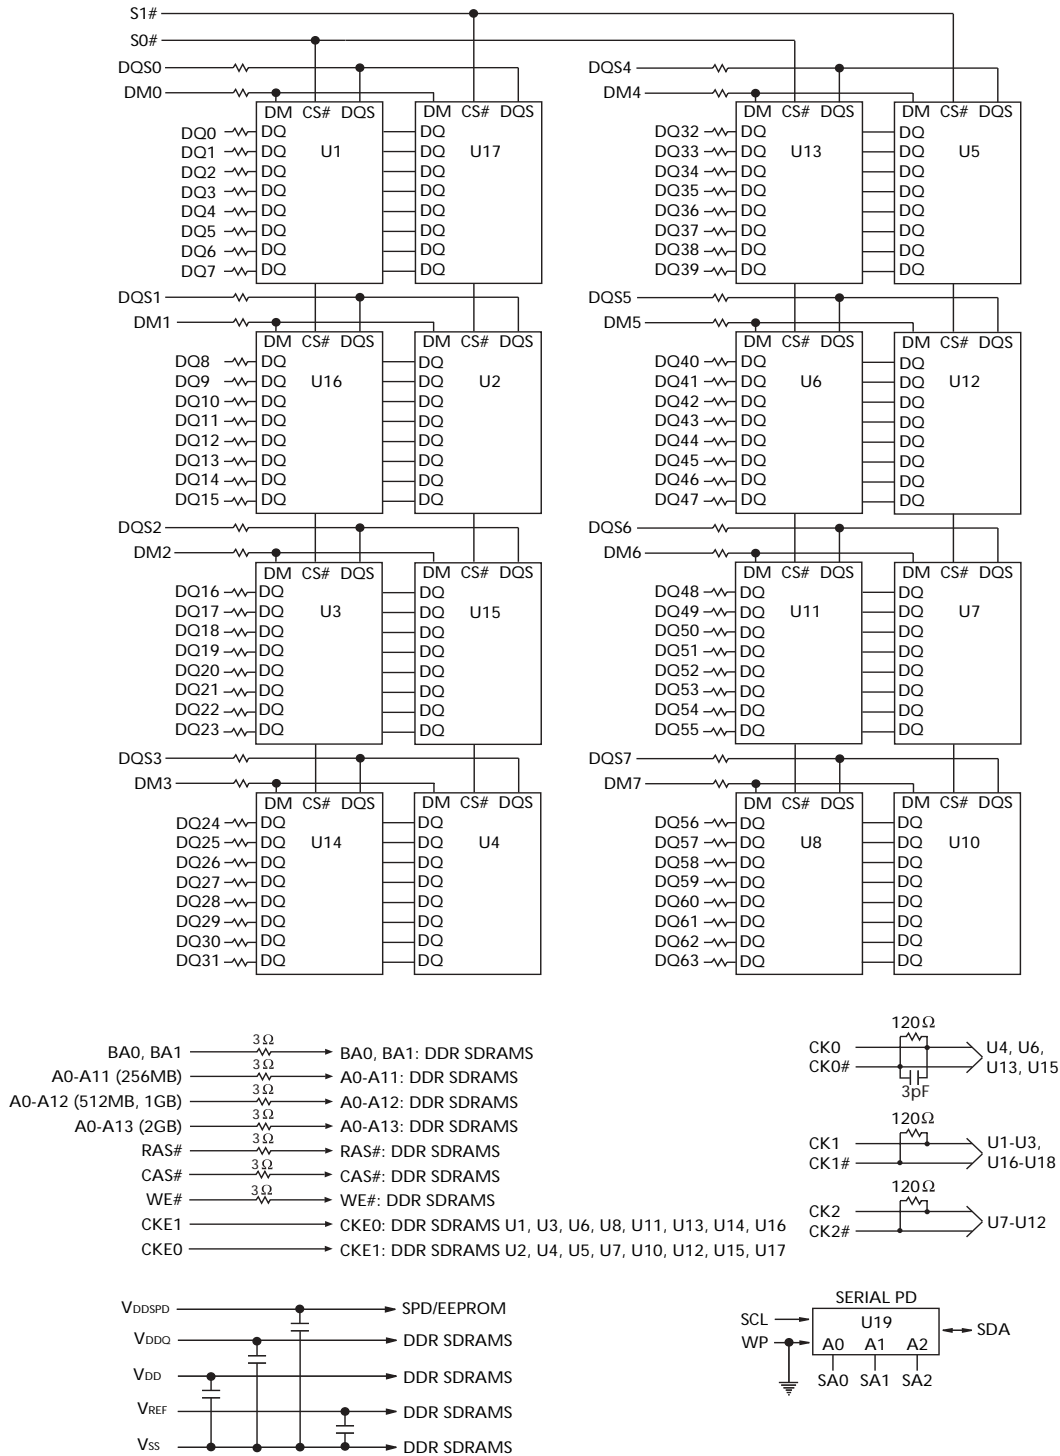 S1#
S0#
DQS0 DQS4
DM0 DM4
DM CS# DQS DM CS# DQS DM CS# DQS DM CS# DQS
DQ0 DQ DQ DQ32 DQ DQ
DQ1 DQ U1 DQ U17 DQ33 DQ U13 DQ U5
DQ2 DQ DQ DQ34 DQ DQ
DQ3 DQ DQ DQ35 DQ DQ
DQ4 DQ DQ DQ36 DQ DQ
DQ5 DQ DQ DQ37 DQ DQ
DQ6 DQ DQ DQ38 DQ DQ
DQ7 DQ DQ DQ39 DQ DQ
DQS1 DQS5
DM1 DM5
DM CS# DQS DM CS# DQS DM CS# DQS DM CS# DQS
DQ8 DQ DQ DQ40 DQ DQ
DQ9 DQ U16 DQ U2 DQ41 DQ U6 DQ U12
DQ10 DQ DQ DQ42 DQ DQ
DQ11 DQ DQ DQ43 DQ DQ
DQ12 DQ DQ DQ44 DQ DQ
DQ13 DQ DQ DQ45 DQ DQ
DQ14 DQ DQ DQ46 DQ DQ
DQ15 DQ DQ DQ47 DQ DQ
DQS2 DQS6
DM2 DM6
DM CS# DQS DM CS# DQS DM CS# DQS DM CS# DQS
DQ16 DQ DQ DQ48 DQ DQ
DQ17 DQ U3 DQ U15 DQ49 DQ U11 DQ U7
DQ18 DQ DQ DQ50 DQ DQ
DQ19 DQ DQ DQ51 DQ DQ
DQ20 DQ DQ DQ52 DQ DQ
DQ21 DQ DQ DQ53 DQ DQ
DQ22 DQ DQ DQ54 DQ DQ
DQ23 DQ DQ DQ55 DQ DQ
DQS3 DQS7
DM3 DM7
DM CS# DQS DM CS# DQS DM CS# DQS DM CS# DQS
DQ24 DQ DQ DQ56 DQ DQ
DQ25 DQ U14 DQ U4 DQ57 DQ U8 DQ U10
DQ26 DQ DQ DQ58 DQ DQ
DQ27 DQ DQ DQ59 DQ DQ
DQ28 DQ DQ DQ60 DQ DQ
DQ29 DQ DQ DQ61 DQ DQ
DQ30 DQ DQ DQ62 DQ DQ
DQ31 DQ DQ DQ63 DQ DQ
BA0, BA1 3Ω BA0, BA1: DDR SDRAMS
A0-A11 (256MB) 3Ω A0-A11: DDR SDRAMS
A0-A12 (512MB, 1GB) 3Ω A0-A12: DDR SDRAMS
A0-A13 (2GB) 3Ω A0-A13: DDR SDRAMS
RAS# 3Ω RAS#: DDR SDRAMS
CAS# 3Ω CAS#: DDR SDRAMS
WE# 3Ω WE#: DDR SDRAMS
CKE1 CKE0: DDR SDRAMS U1, U3, U6, U8, U11, U13, U14, U16
CKE0 CKE1: DDR SDRAMS U2, U4, U5, U7, U10, U12, U15, U17
120Ω
CK0 U4, U6,
CK0# U13, U15
3pF
120Ω
CK1 U1-U3,
CK1# U16-U18
120Ω
CK2 U7-U12
CK2#
VDDSPD SPD/EEPROM
VDDQ DDR SDRAMS
VDD DDR SDRAMS
VREF DDR SDRAMS
VSS DDR SDRAMS
SERIAL PD
SCL U19 SDA
WP A0 A1 A2
SA0 SA1 SA2